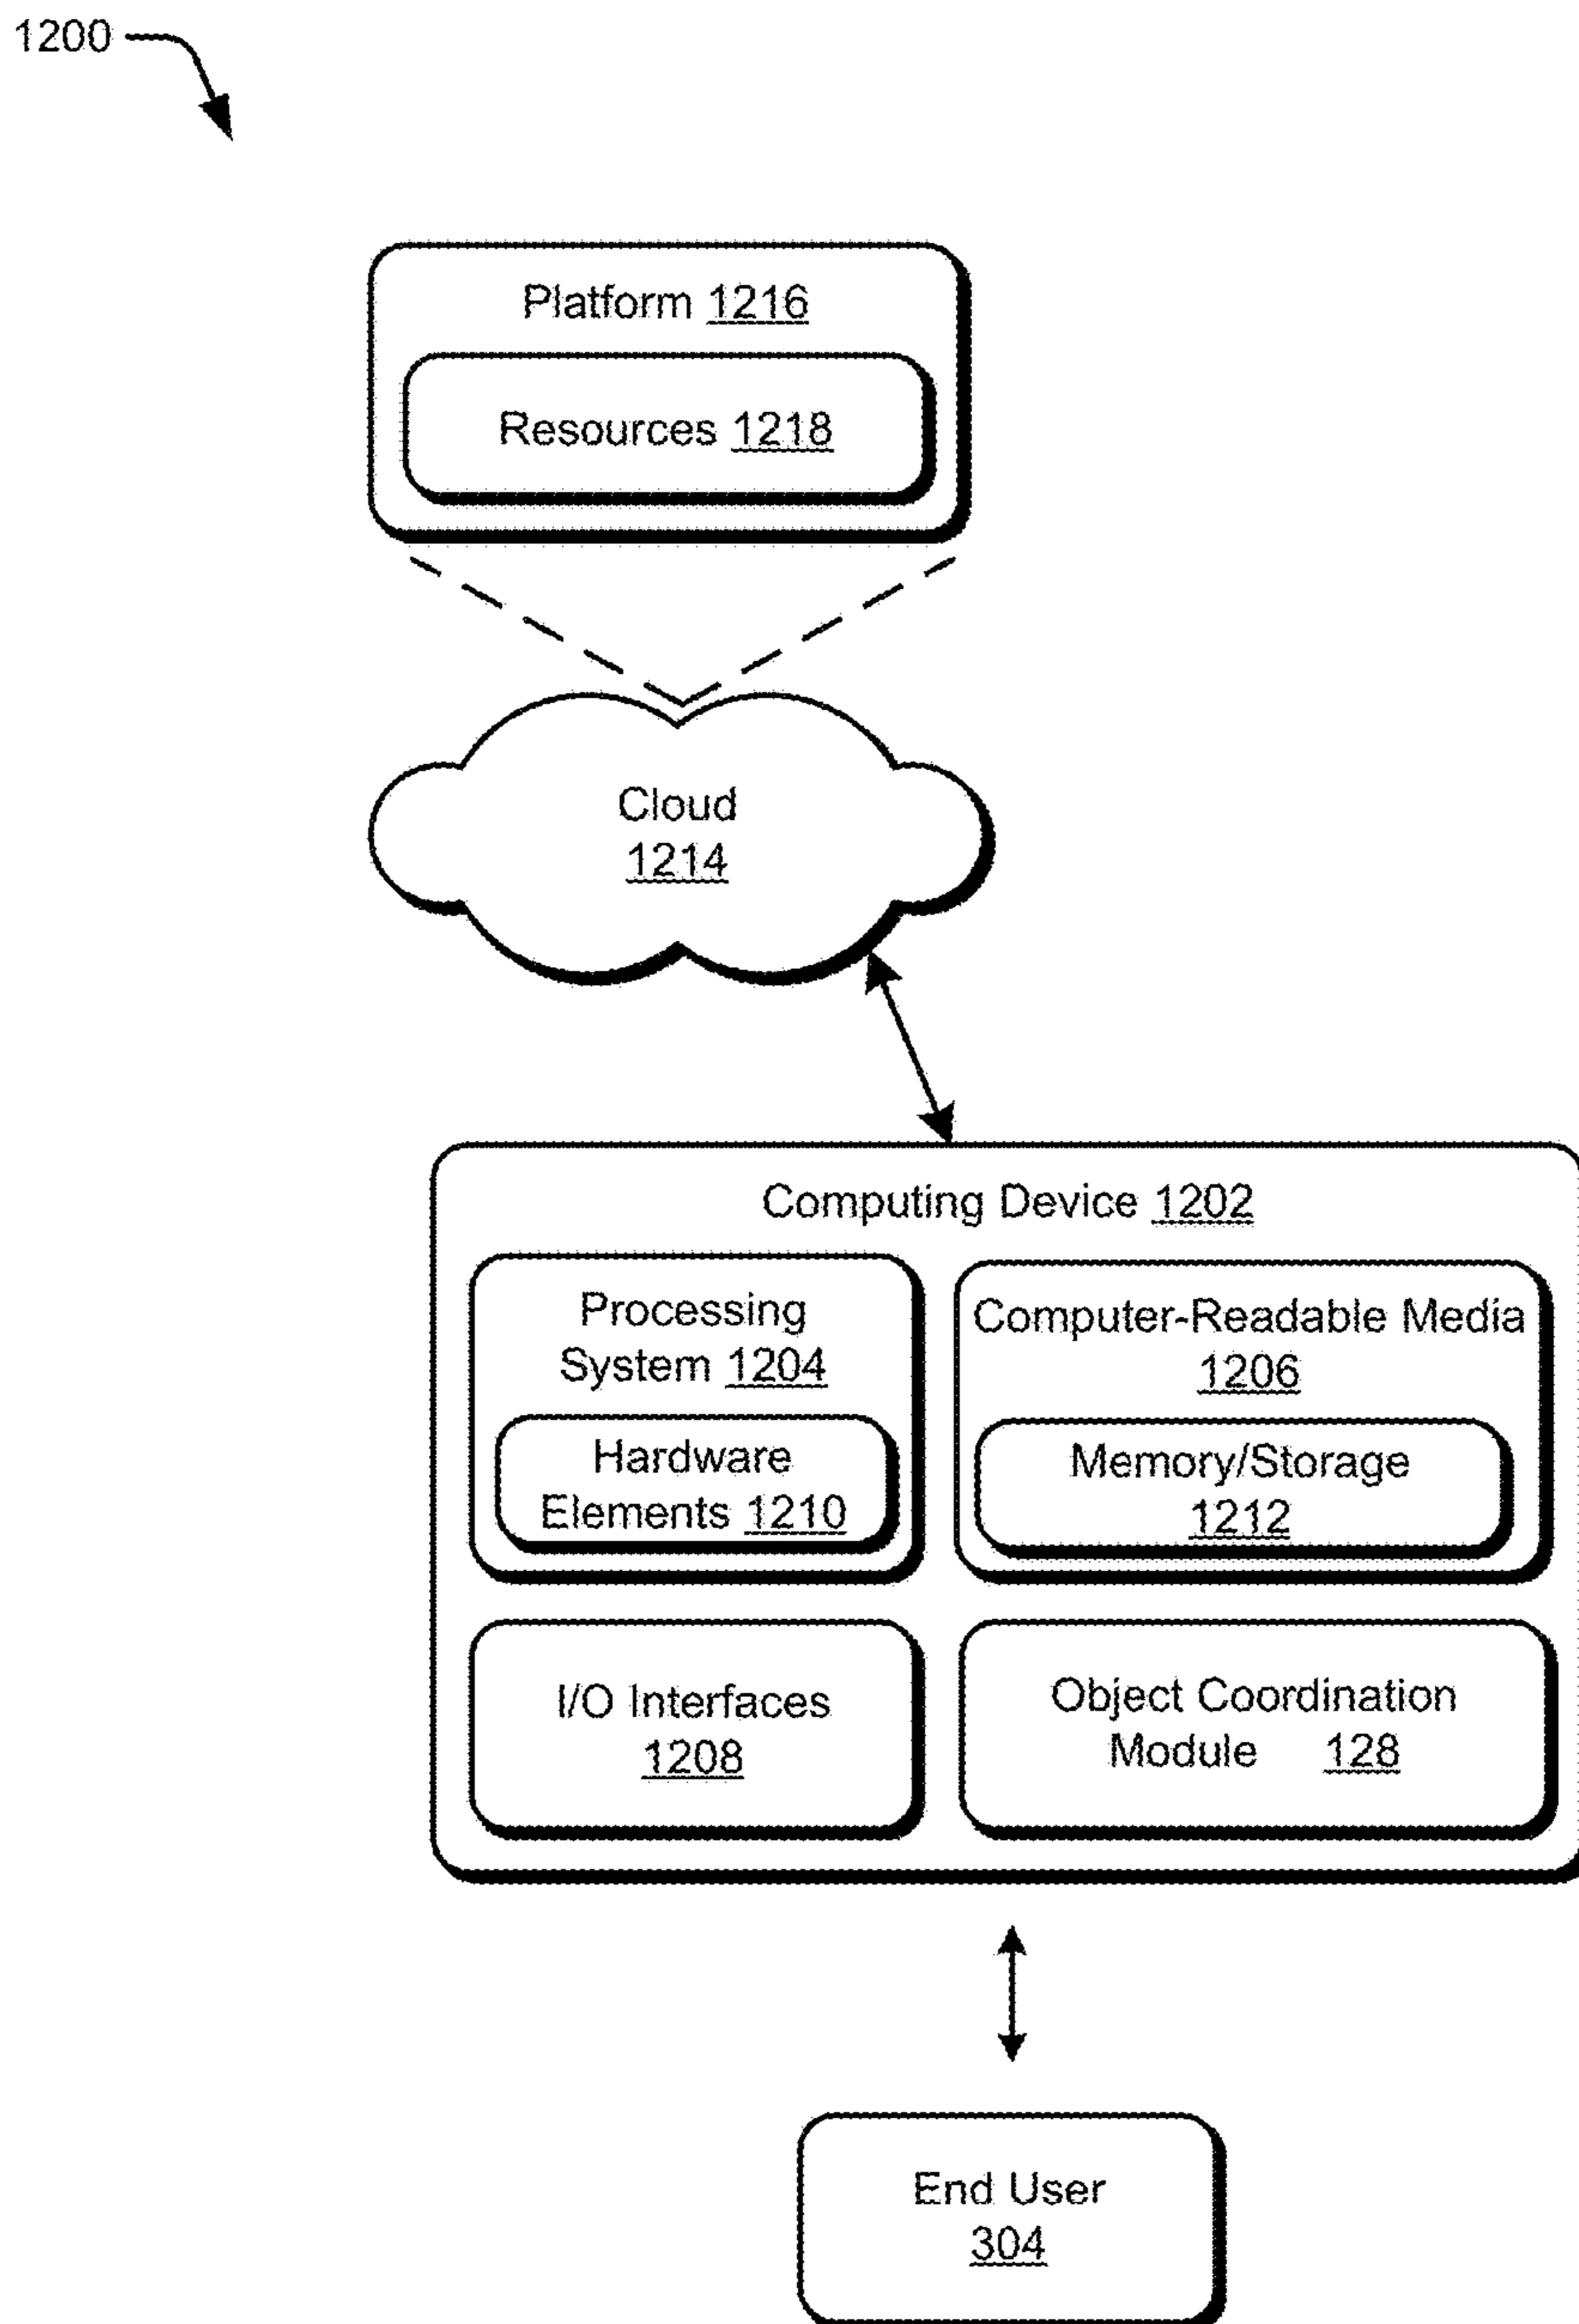 1200
Platform 1216
Resources 1218
Cloud
1214
Computing Device 1202
Processing
System 1204
Hardware
Elements 1210
Computer-Readable Media
1206
Memory/Storage
1212
I/O Interfaces
1208
Object Coordination
Module 128
End User
304